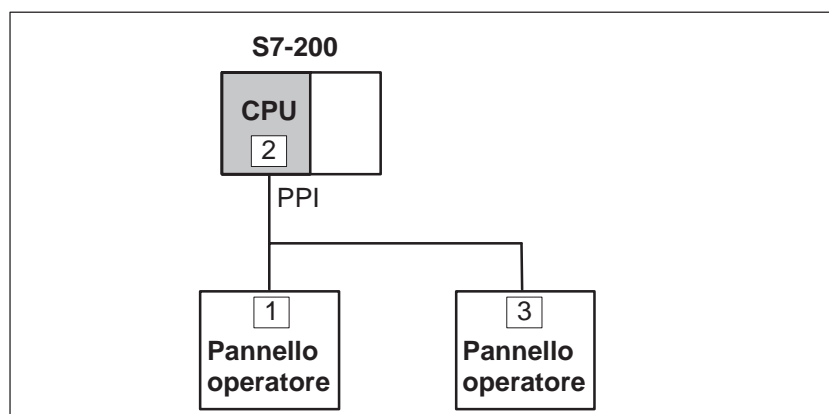 S7-200
CPU
2
PPI
1
Pannello
operatore
3
Pannello
operatore